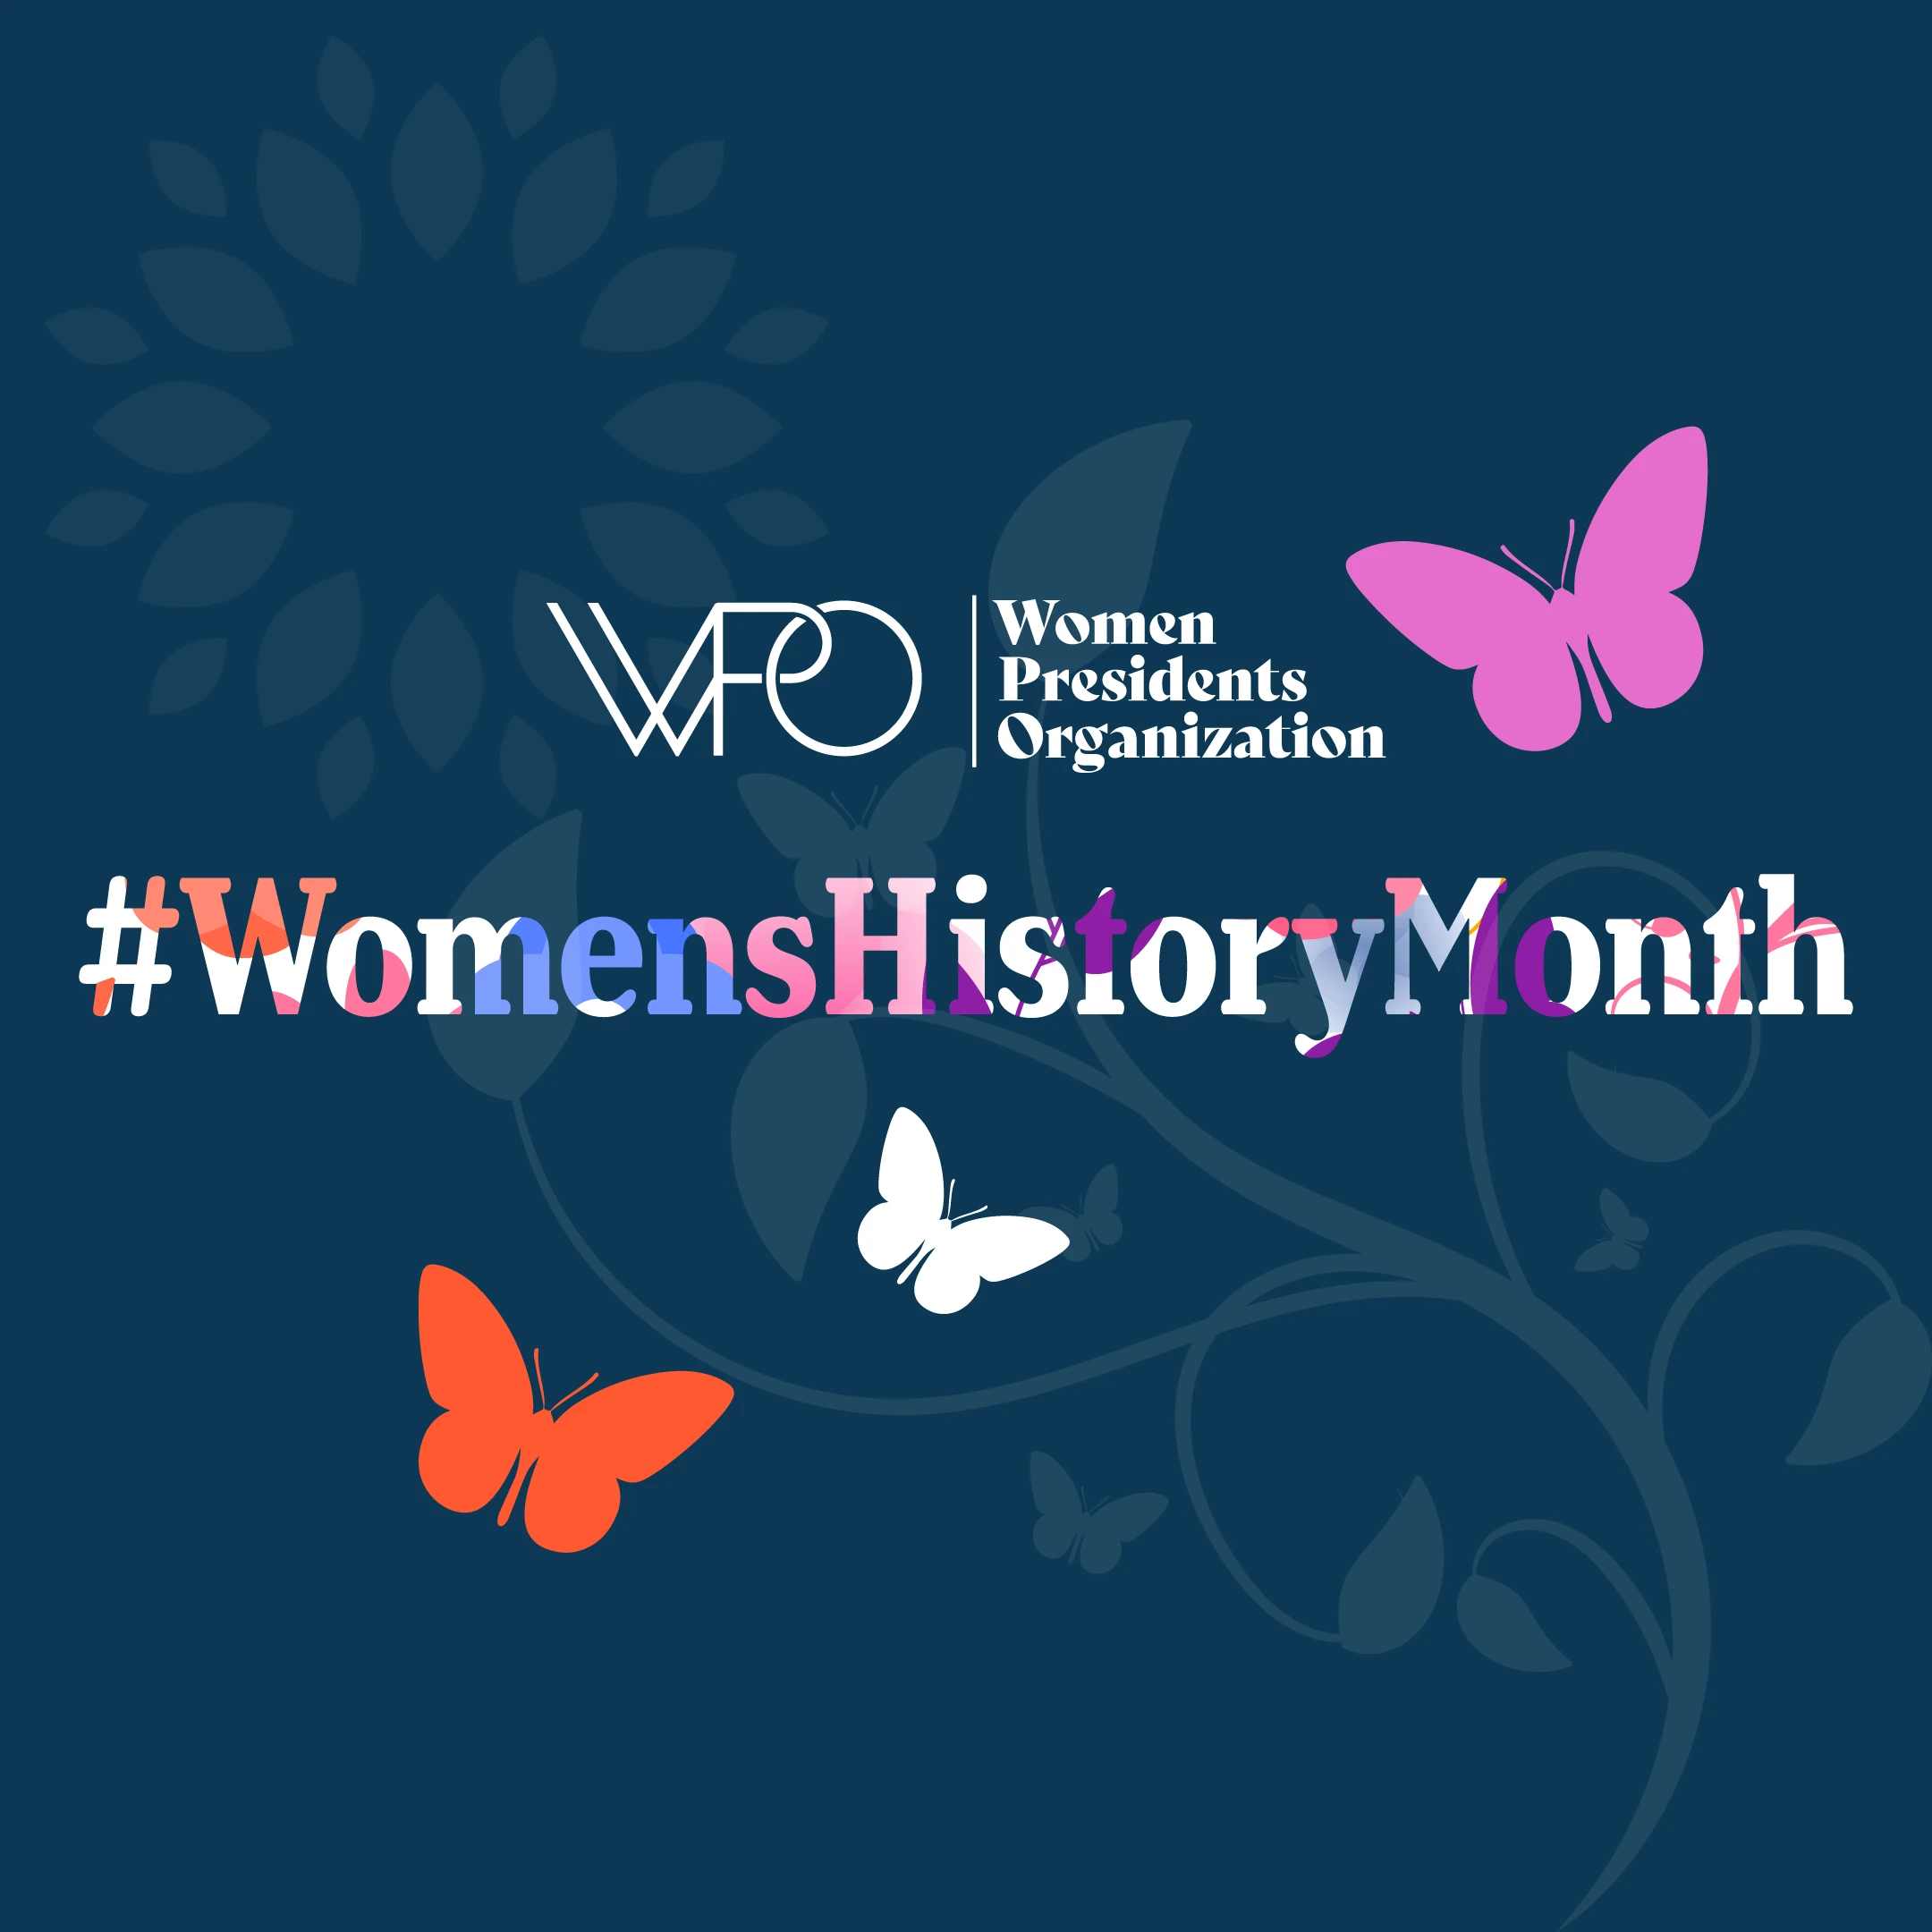 WPO
Women
Presidents
Organization
#WomensHistoryMonth